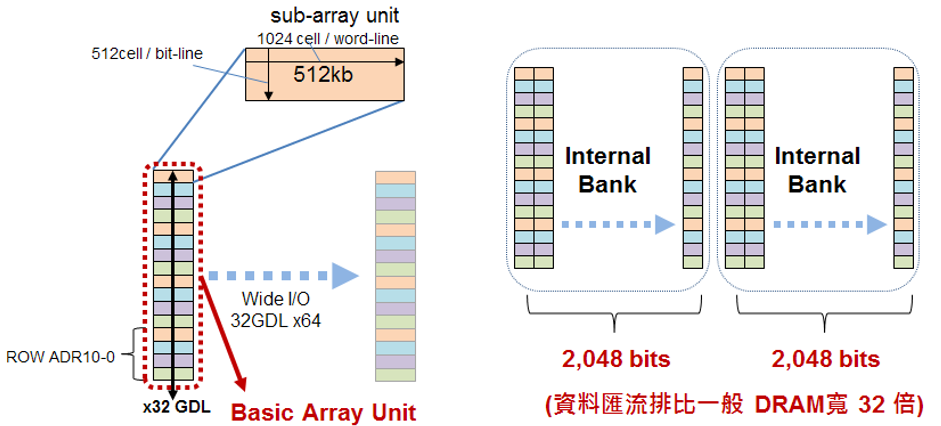 sub-array unit
1024 cell / word-line
512cell / bit-line
512kb
Wide I/O
32GDL x64
ROW ADR10-0
x32 GDL
Basic Array Unit
Internal
Bank
Internal
Bank
2,048 bits
2,048 bits
(資料匯流排比一般 DRAM寬 32 倍)